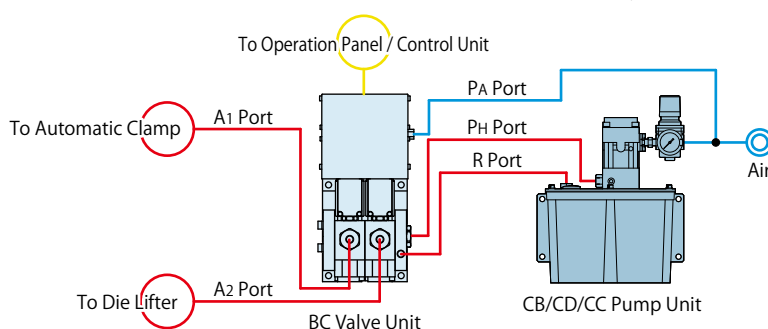 To Operation Panel / Control Unit
PA Port
A1 Port
To Automatic Clamp
PH Port
R Port
Air
To Die Lifter
A2 Port
BC Valve Unit
CB/CD/CC Pump Unit